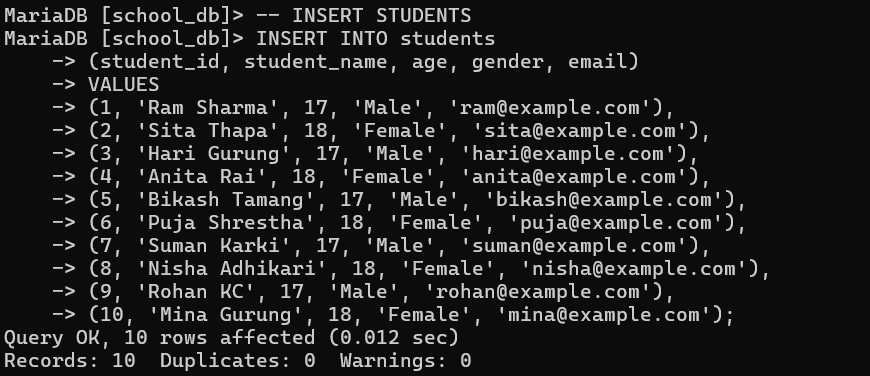 MariaDB [school_db]> -- INSERT STUDENTS
MariaDB [school_db]> INSERT INTO students
    -> (student_id, student_name, age, gender, email)
    -> VALUES
    -> (1, 'Ram Sharma', 17, 'Male', 'ram@example.com'),
    -> (2, 'Sita Thapa', 18, 'Female', 'sita@example.com'),
    -> (3, 'Hari Gurung', 17, 'Male', 'hari@example.com'),
    -> (4, 'Anita Rai', 18, 'Female', 'anita@example.com'),
    -> (5, 'Bikash Tamang', 17, 'Male', 'bikash@example.com'),
    -> (6, 'Puja Shrestha', 18, 'Female', 'puja@example.com'),
    -> (7, 'Suman Karki', 17, 'Male', 'suman@example.com'),
    -> (8, 'Nisha Adhikari', 18, 'Female', 'nisha@example.com'),
    -> (9, 'Rohan KC', 17, 'Male', 'rohan@example.com'),
    -> (10, 'Mina Gurung', 18, 'Female', 'mina@example.com');
Query OK, 10 rows affected (0.012 sec)
Records: 10  Duplicates: 0  Warnings: 0